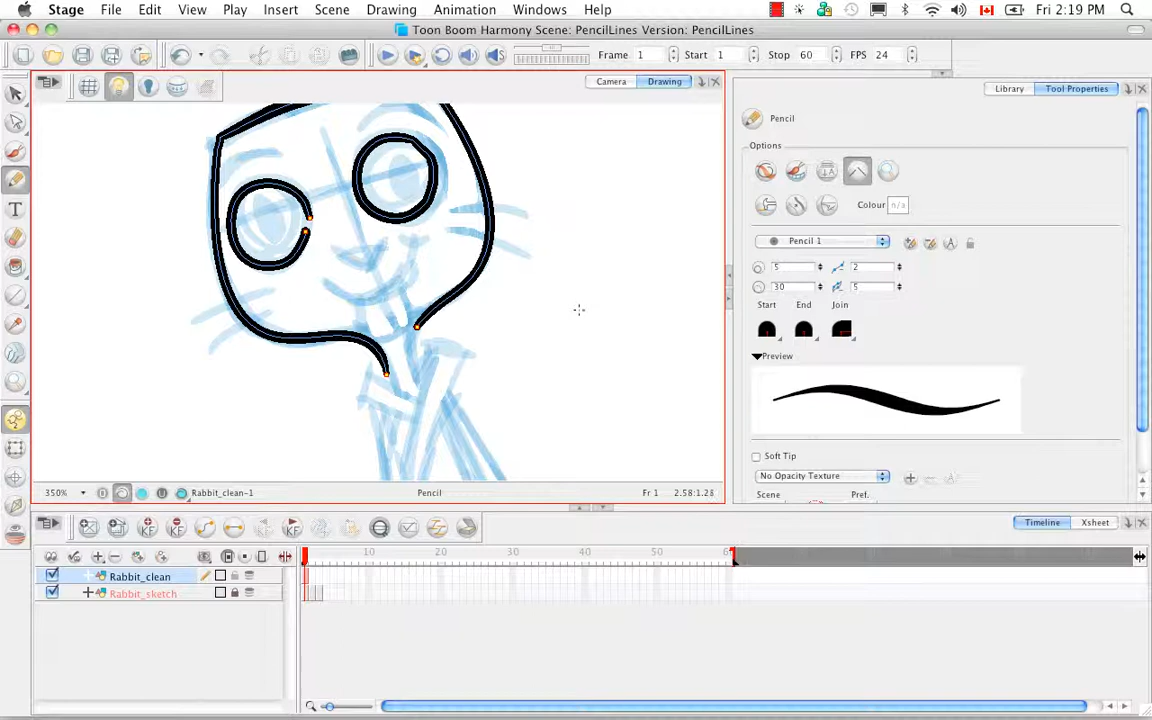 Stage File Edit View Play Insert Scene Drawing Animation Windows Help Fri 2:19 PM
Toon Boom Harmony Scene: PencilLines Version: PencilLines
Frame 1 Start 1 Stop 60 FPS 24
Camera Drawing Library Tool Properties
Pencil
Options
Colour n/a
Pencil 1
5 2
30 5
Start End Join
Preview
Soft Tip
No Opacity Texture
Scene Pref.
350% Rabbit_clean-1 Pencil Fr 1 2.58:1.28
Timeline Xsheet
10 20 30 40 50
Rabbit_clean
Rabbit_sketch